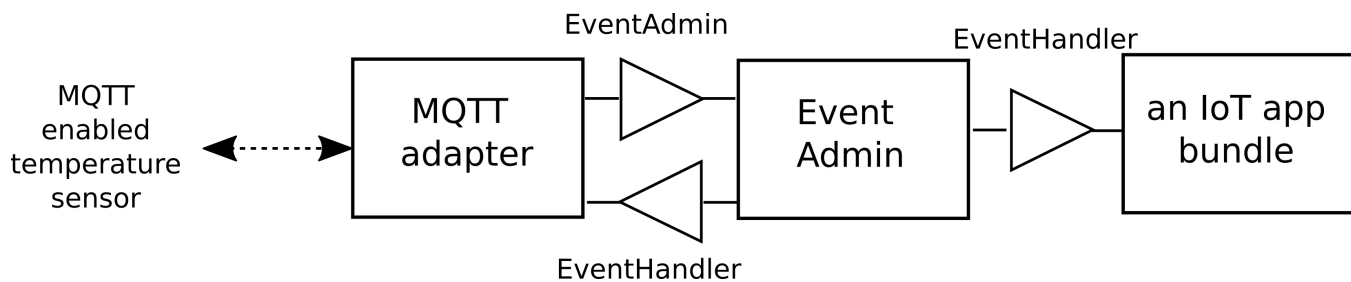 EventAdmin
EventHandler
MQTT
enabled
temperature
sensor
MQTT
adapter
Event
Admin
an IoT app
bundle
EventHandler